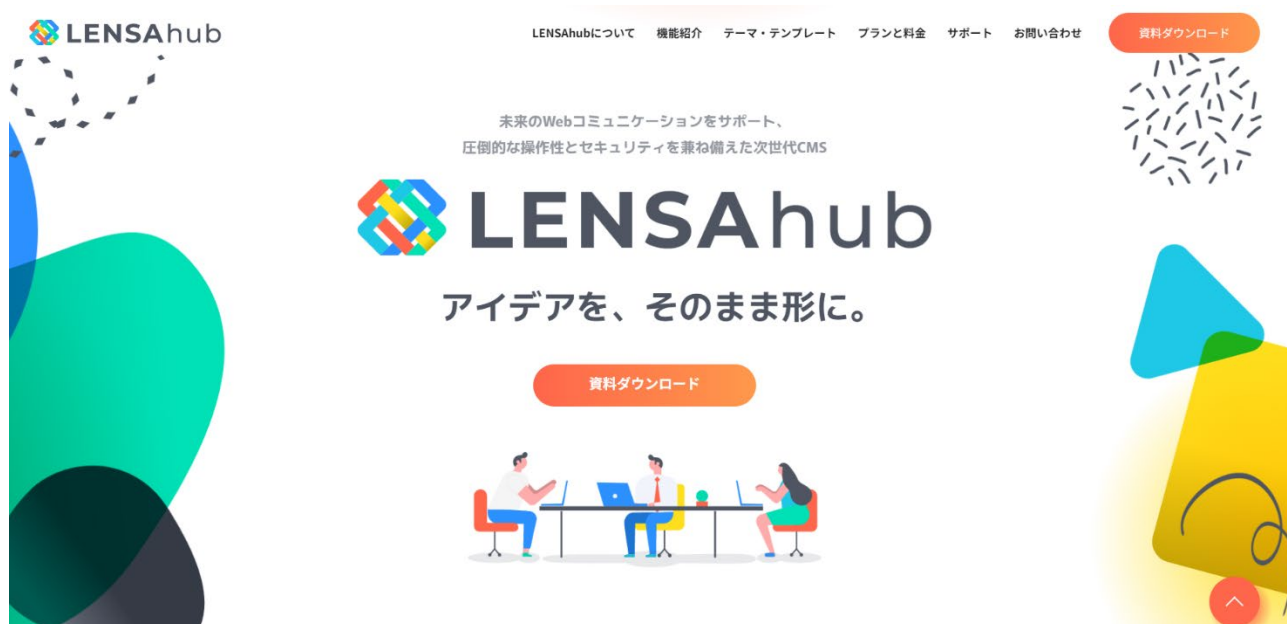 LENSAhub
LENSAhubについて 機能紹介 テーマ・テンプレート プランと料金 サポート お問い合わせ 資料ダウンロード
未来のWebコミュニケーションをサポート、
圧倒的な操作性とセキュリティを兼ね備えた次世代CMS
LENSAhub
アイデアを、そのまま形に。
資料ダウンロード